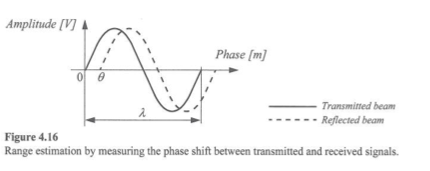 Amplitude [V]
Phase [m]
0 θ
λ
Transmitted beam
Reflected beam
Figure 4.16
Range estimation by measuring the phase shift between transmitted and received signals.